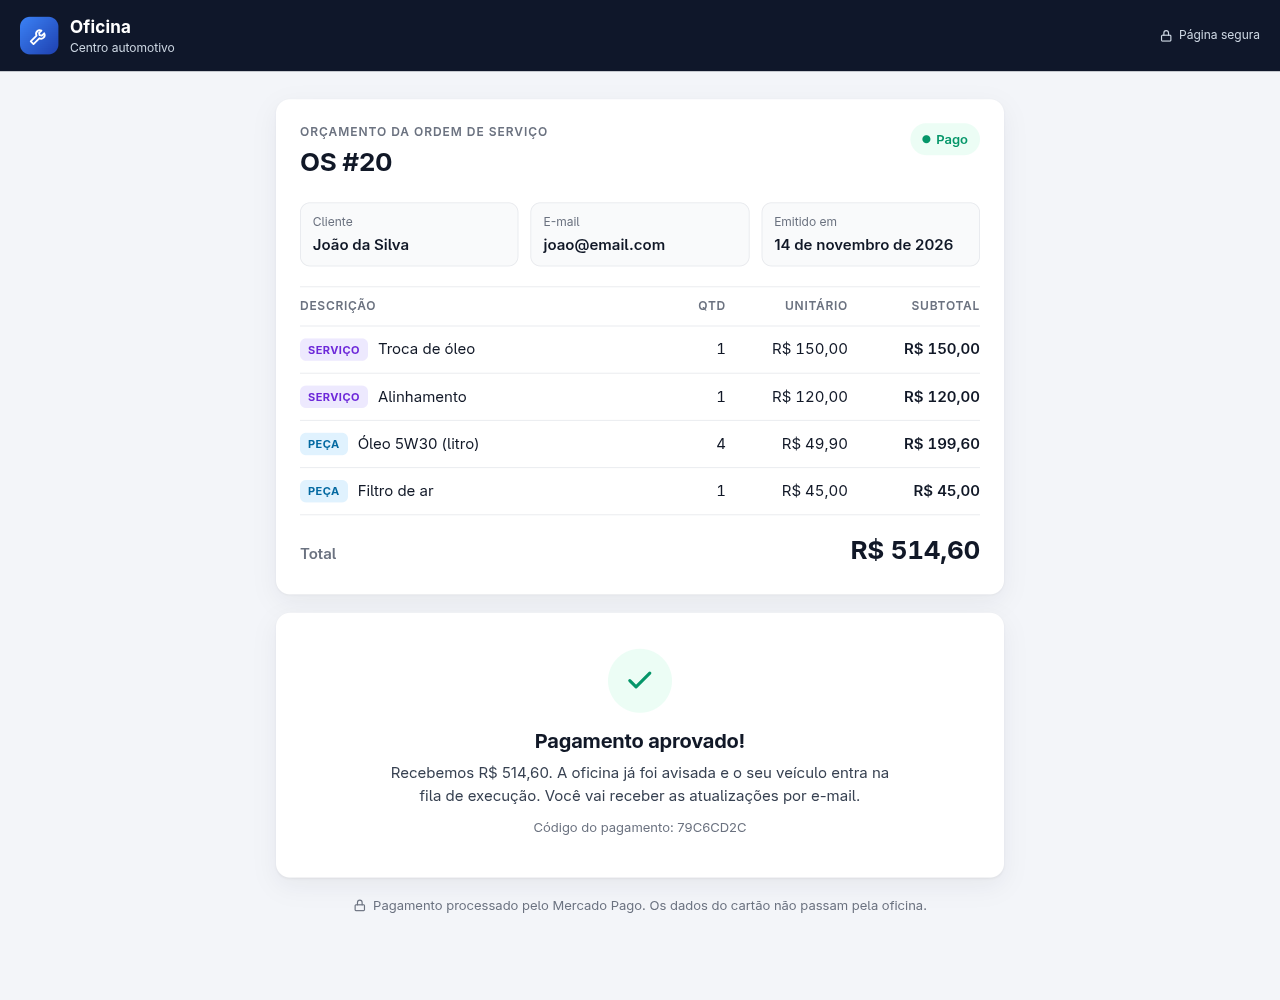 Oficina
Centro automotivo
Página segura
ORÇAMENTO DA ORDEM DE SERVIÇO
OS #20
Pago
Cliente
João da Silva
E-mail
joao@email.com
Emitido em
14 de novembro de 2026
DESCRIÇÃO QTD UNITÁRIO SUBTOTAL
SERVIÇO Troca de óleo 1 R$ 150,00 R$ 150,00
SERVIÇO Alinhamento 1 R$ 120,00 R$ 120,00
PEÇA Óleo 5W30 (litro) 4 R$ 49,90 R$ 199,60
PEÇA Filtro de ar 1 R$ 45,00 R$ 45,00
Total R$ 514,60
Pagamento aprovado!
Recebemos R$ 514,60. A oficina já foi avisada e o seu veículo entra na
fila de execução. Você vai receber as atualizações por e-mail.
Código do pagamento: 79C6CD2C
Pagamento processado pelo Mercado Pago. Os dados do cartão não passam pela oficina.